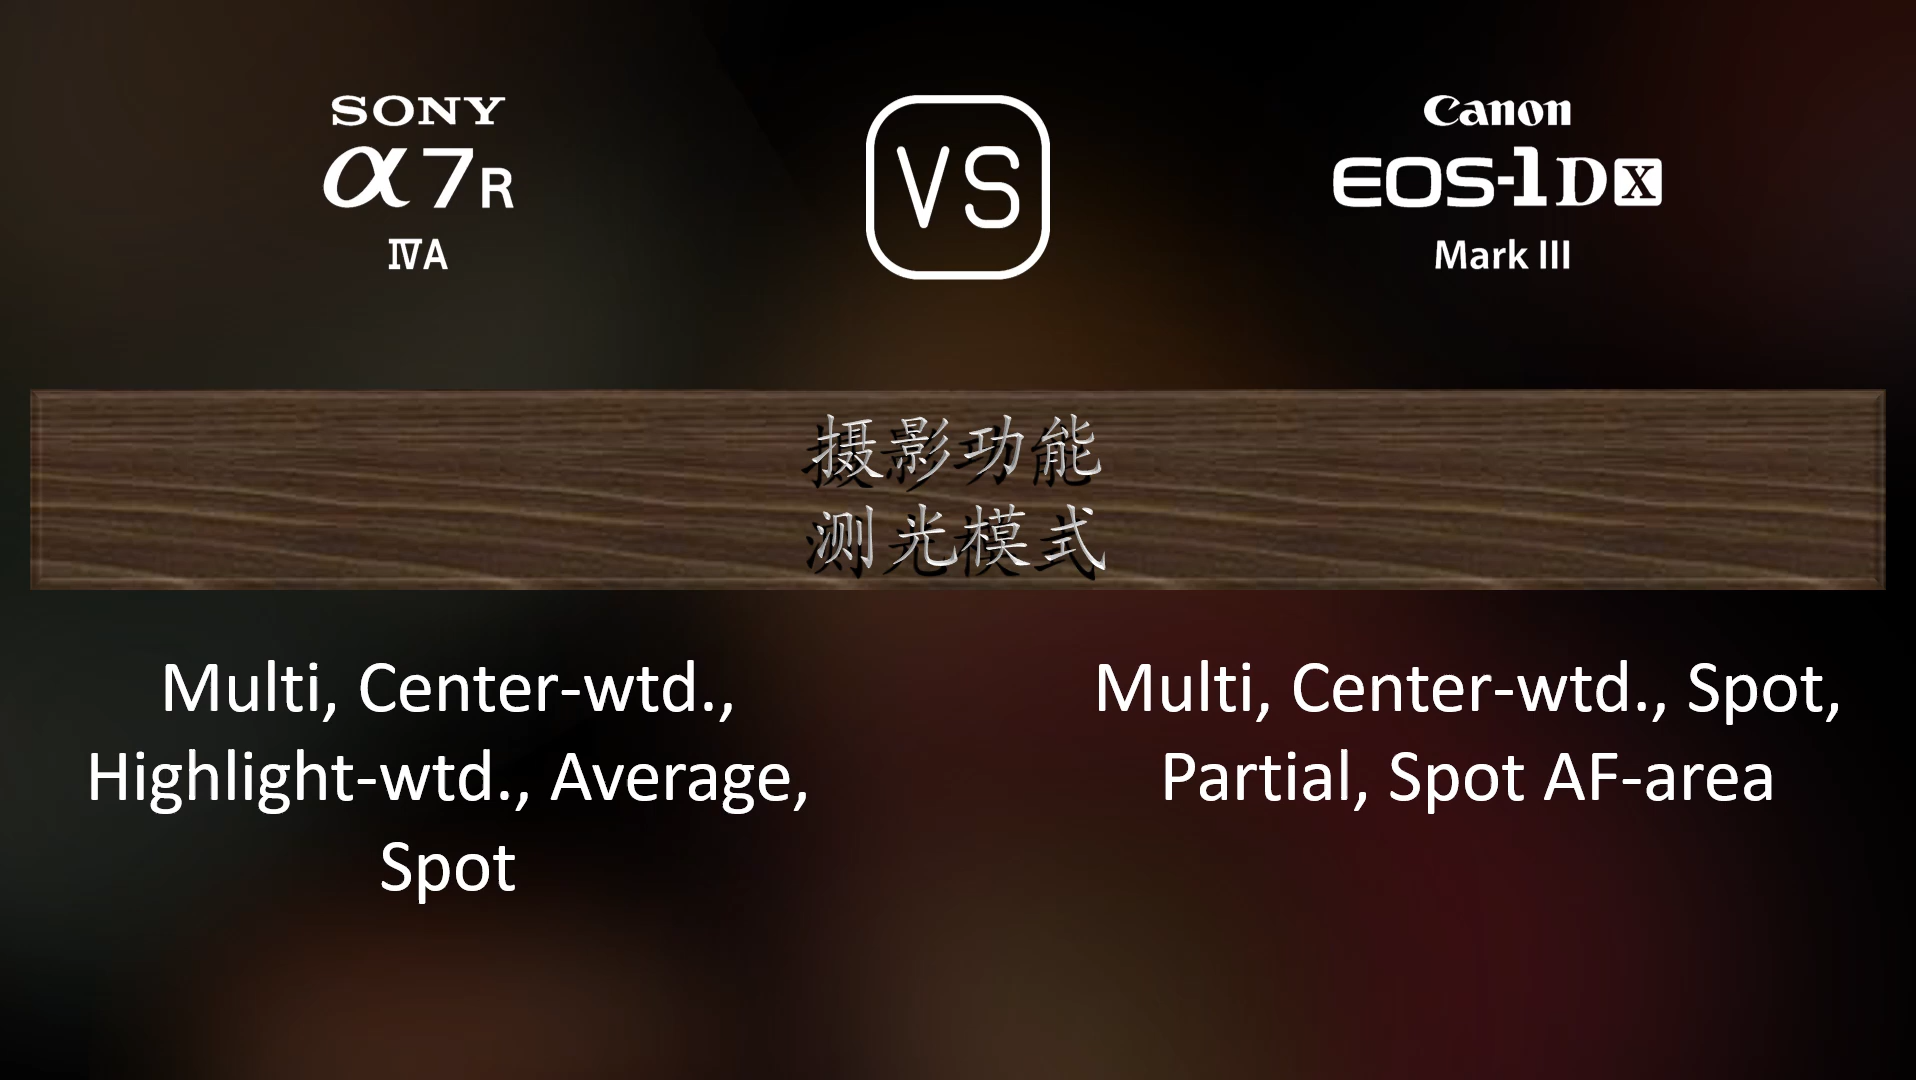 SONY
α7R
ⅣA
VS
Canon
EOS-1DX
Mark III
摄影功能
测光模式
Multi, Center-wtd.,
Highlight-wtd., Average,
Spot
Multi, Center-wtd., Spot,
Partial, Spot AF-area